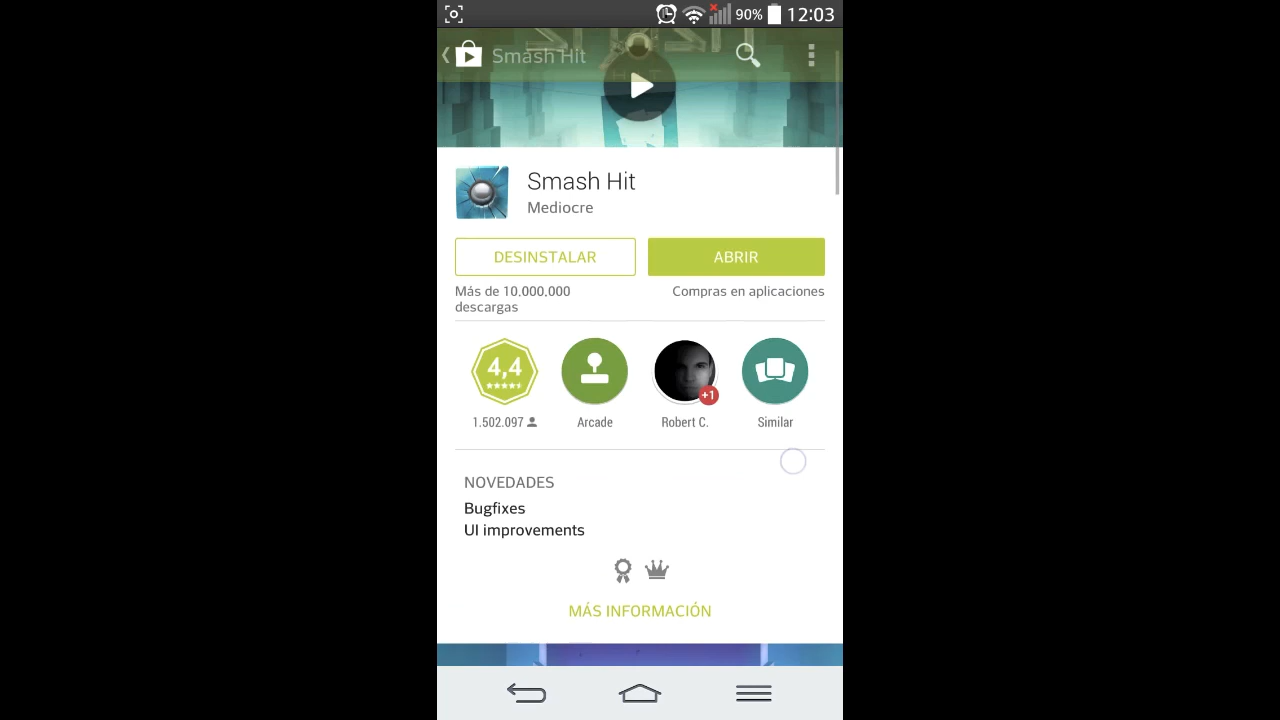 90% 12:03
Smash Hit
Smash Hit
Mediocre
DESINSTALAR ABRIR
Más de 10,000,000 Compras en aplicaciones
descargas
4,4
+1
1.502.097 Arcade Robert C. Similar
NOVEDADES
Bugfixes
UI improvements
MÁS INFORMACIÓN